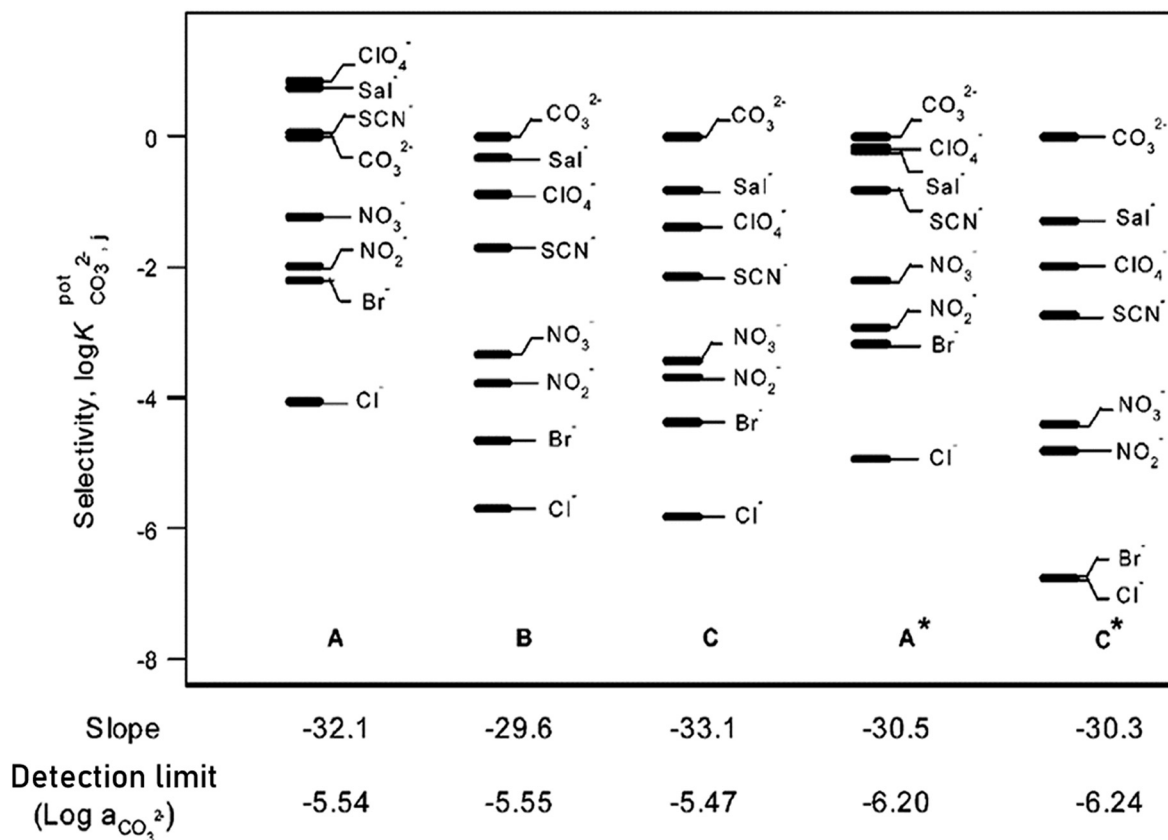 Selectivity, logK^pot CO₃²⁻, j
0
-2
-4
-6
-8
ClO₄⁻
Sal⁻
SCN⁻
CO₃²⁻
NO₃⁻
NO₂⁻
Br⁻
Cl⁻
A
CO₃²⁻
Sal⁻
ClO₄⁻
SCN⁻
NO₃⁻
NO₂⁻
Br⁻
Cl⁻
B
CO₃²⁻
Sal⁻
ClO₄⁻
SCN⁻
NO₃⁻
NO₂⁻
Br⁻
Cl⁻
C
CO₃²⁻
ClO₄⁻
Sal⁻
SCN⁻
NO₃⁻
NO₂⁻
Br⁻
Cl⁻
A*
CO₃²⁻
Sal⁻
ClO₄⁻
SCN⁻
NO₃⁻
NO₂⁻
Br⁻
Cl⁻
C*
Slope -32.1 -29.6 -33.1 -30.5 -30.3
Detection limit
(Log a CO₃²⁻) -5.54 -5.55 -5.47 -6.20 -6.24